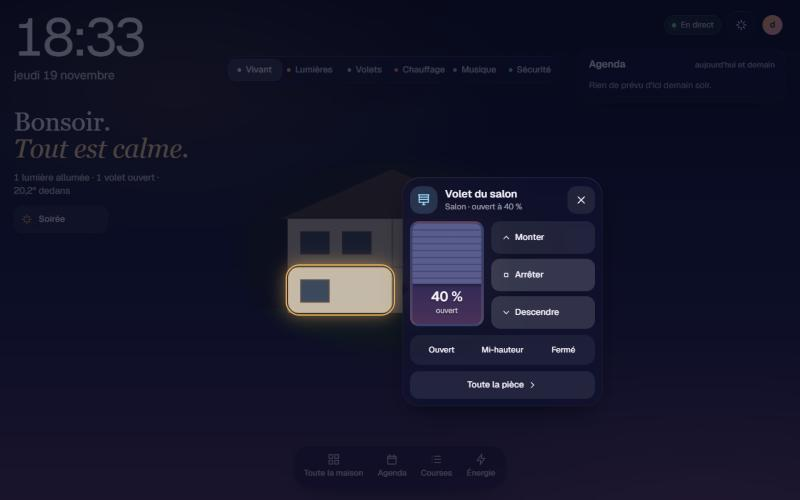 18:33
jeudi 19 novembre
Bonsoir.
Tout est calme.
1 lumière allumée · 1 volet ouvert ·
20,2° dedans
Soirée
Vivant
Lumières
Volets
Chauffage
Musique
Sécurité
En direct
d
Agenda
aujourd'hui et demain
Rien de prévu d'ici demain soir.
Volet du salon
Salon · ouvert à 40 %
40 %
ouvert
Monter
Arrêter
Descendre
Ouvert
Mi-hauteur
Fermé
Toute la pièce
Toute la maison
Agenda
Courses
Énergie